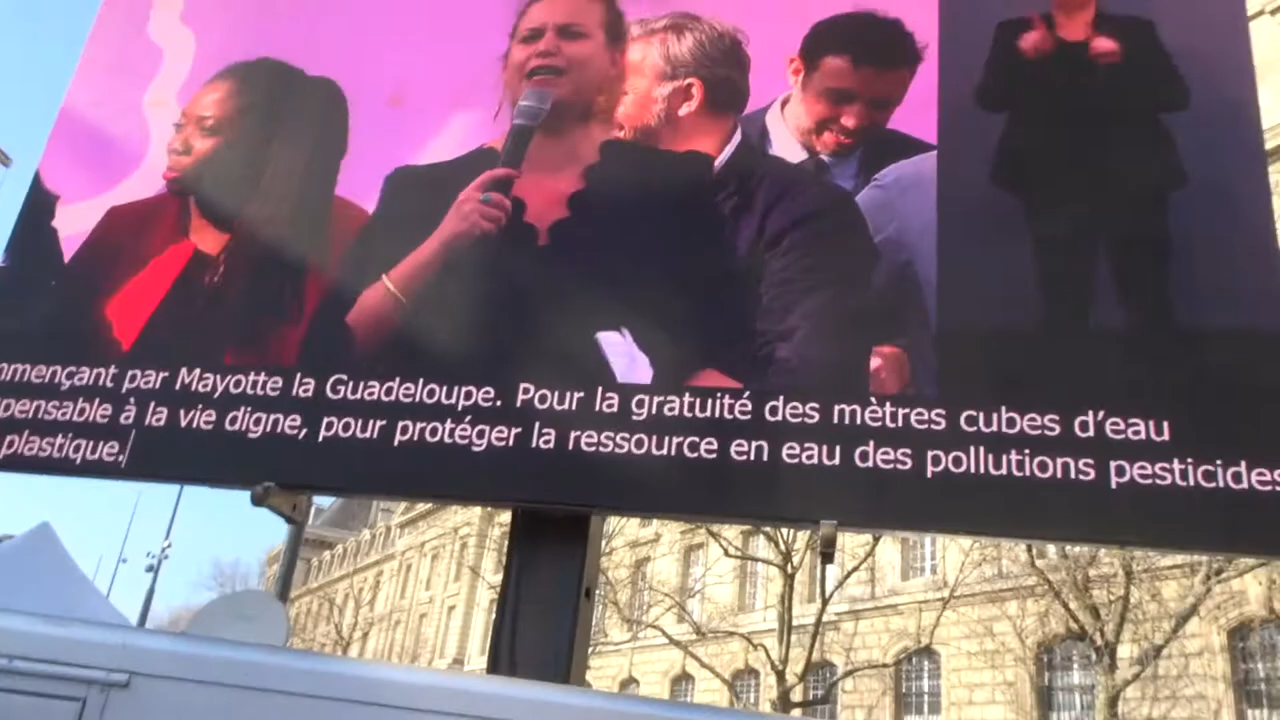 mmençant par Mayotte la Guadeloupe. Pour la gratuité des mètres cubes d'eau
pensable à la vie digne, pour protéger la ressource en eau des pollutions pesticides
plastique.